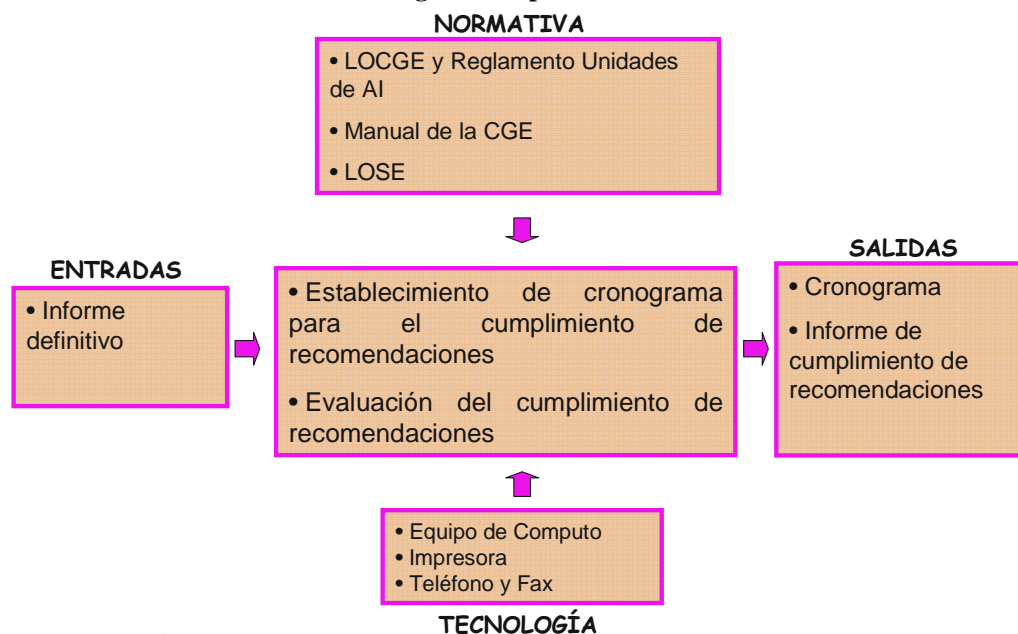 NORMATIVA
• LOCGE y Reglamento Unidades
de AI
• Manual de la CGE
• LOSE
ENTRADAS
• Informe
definitivo
• Establecimiento de cronograma
para el cumplimiento de
recomendaciones
• Evaluación del cumplimiento de
recomendaciones
SALIDAS
• Cronograma
• Informe de
cumplimiento de
recomendaciones
• Equipo de Computo
• Impresora
• Teléfono y Fax
TECNOLOGÍA